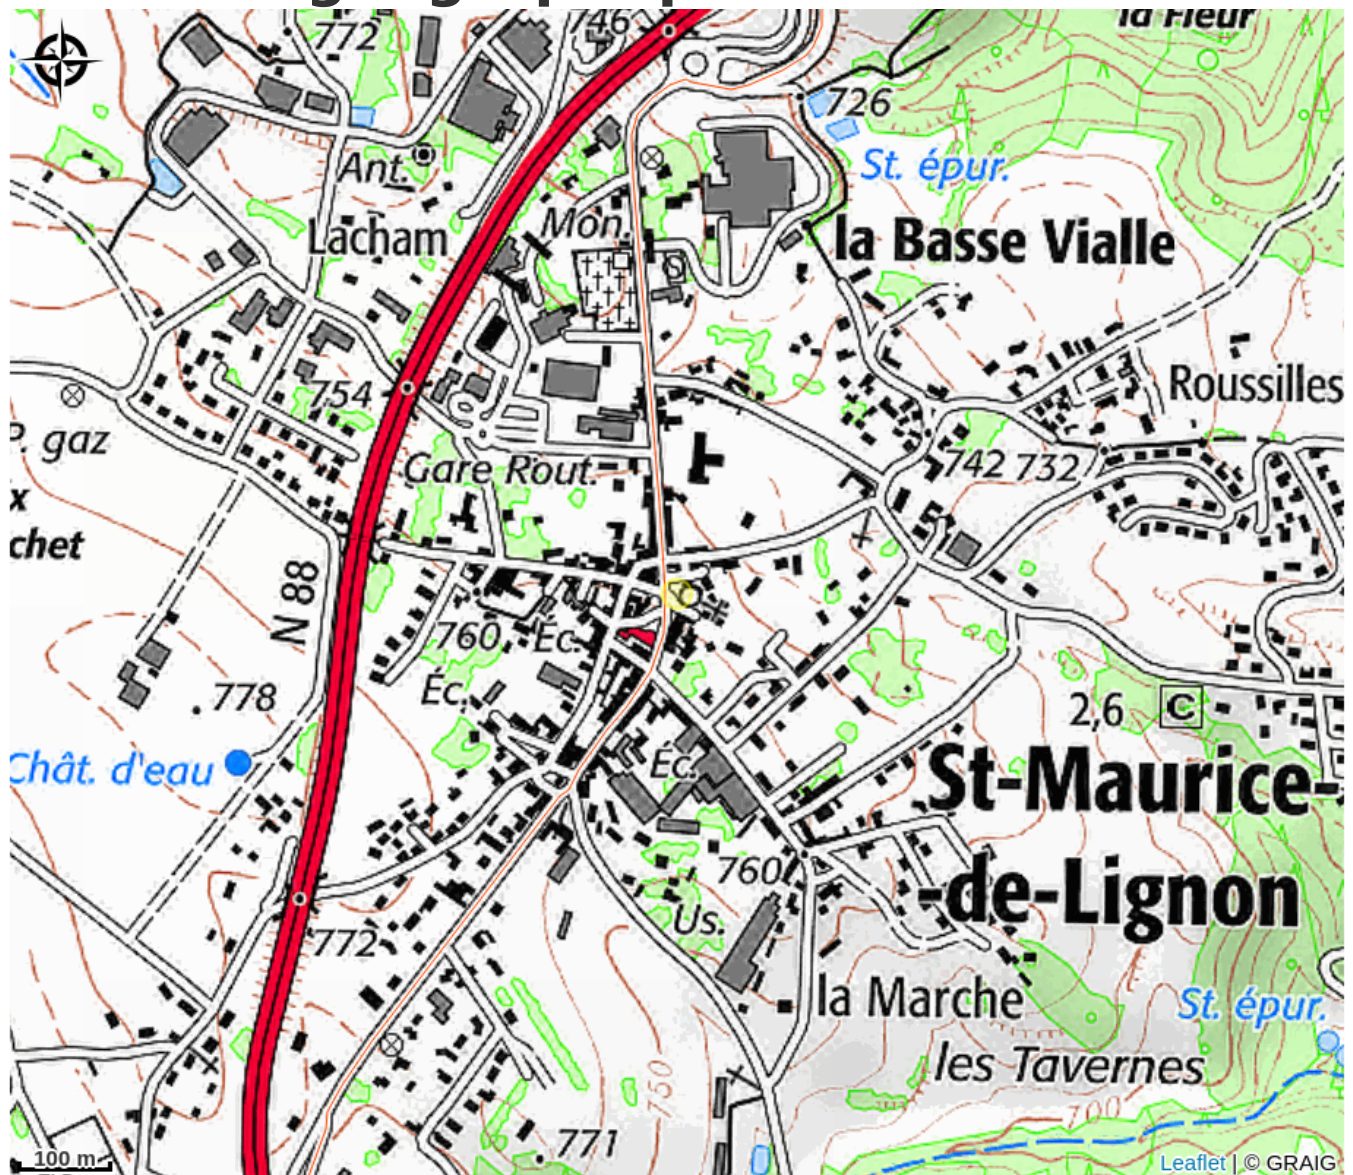 la Fleur
772
746
726
Ant.
St. épur.
Mon.
Lacham
la Basse Vialle
754
Roussilles
P. gaz
Gare Rout.
742 732
x
chet
N 88
760
Éc.
Éc.
778
2,6
C
Chât. d'eau
Éc.
St-Maurice-
-de-Lignon
760
Us.
772
la Marche
St. épur.
les Tavernes
750
700
771
100 m
Leaflet | © GRAIG